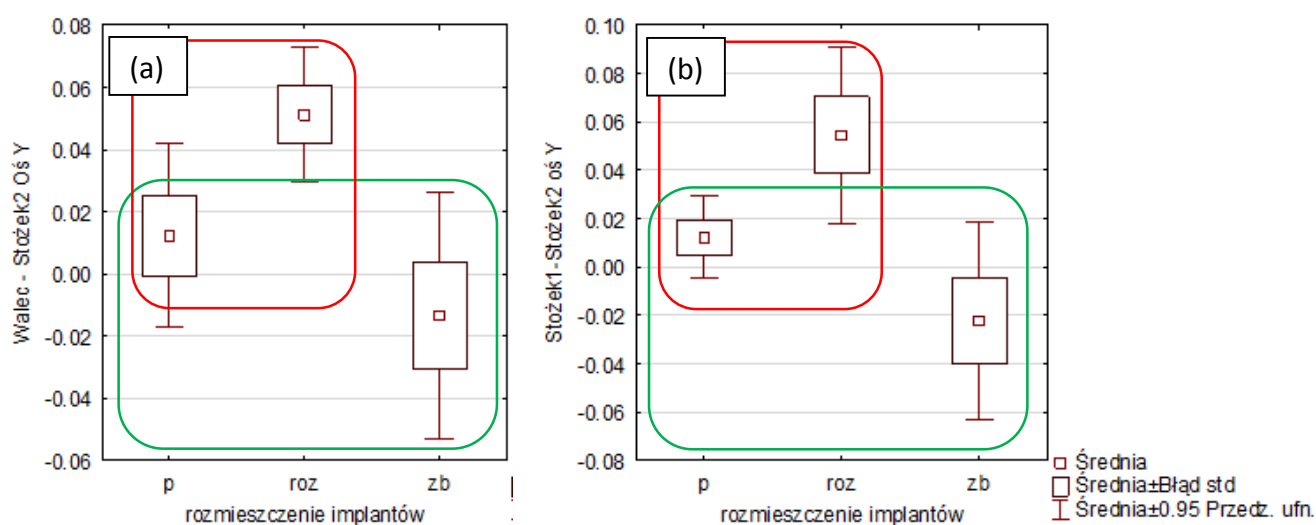 (a)
0.08
0.06
0.04
0.02
0.00
-0.02
-0.04
-0.06
Walec - Stożek2 Oś Y
p roz zb
rozmieszczenie implantów
(b)
0.10
0.08
0.06
0.04
0.02
0.00
-0.02
-0.04
-0.06
-0.08
Stożek1-Stożek2 oś Y
p roz zb
rozmieszczenie implantów
Średnia
Średnia±Błąd std
Średnia±0.95 Przedz. ufn.